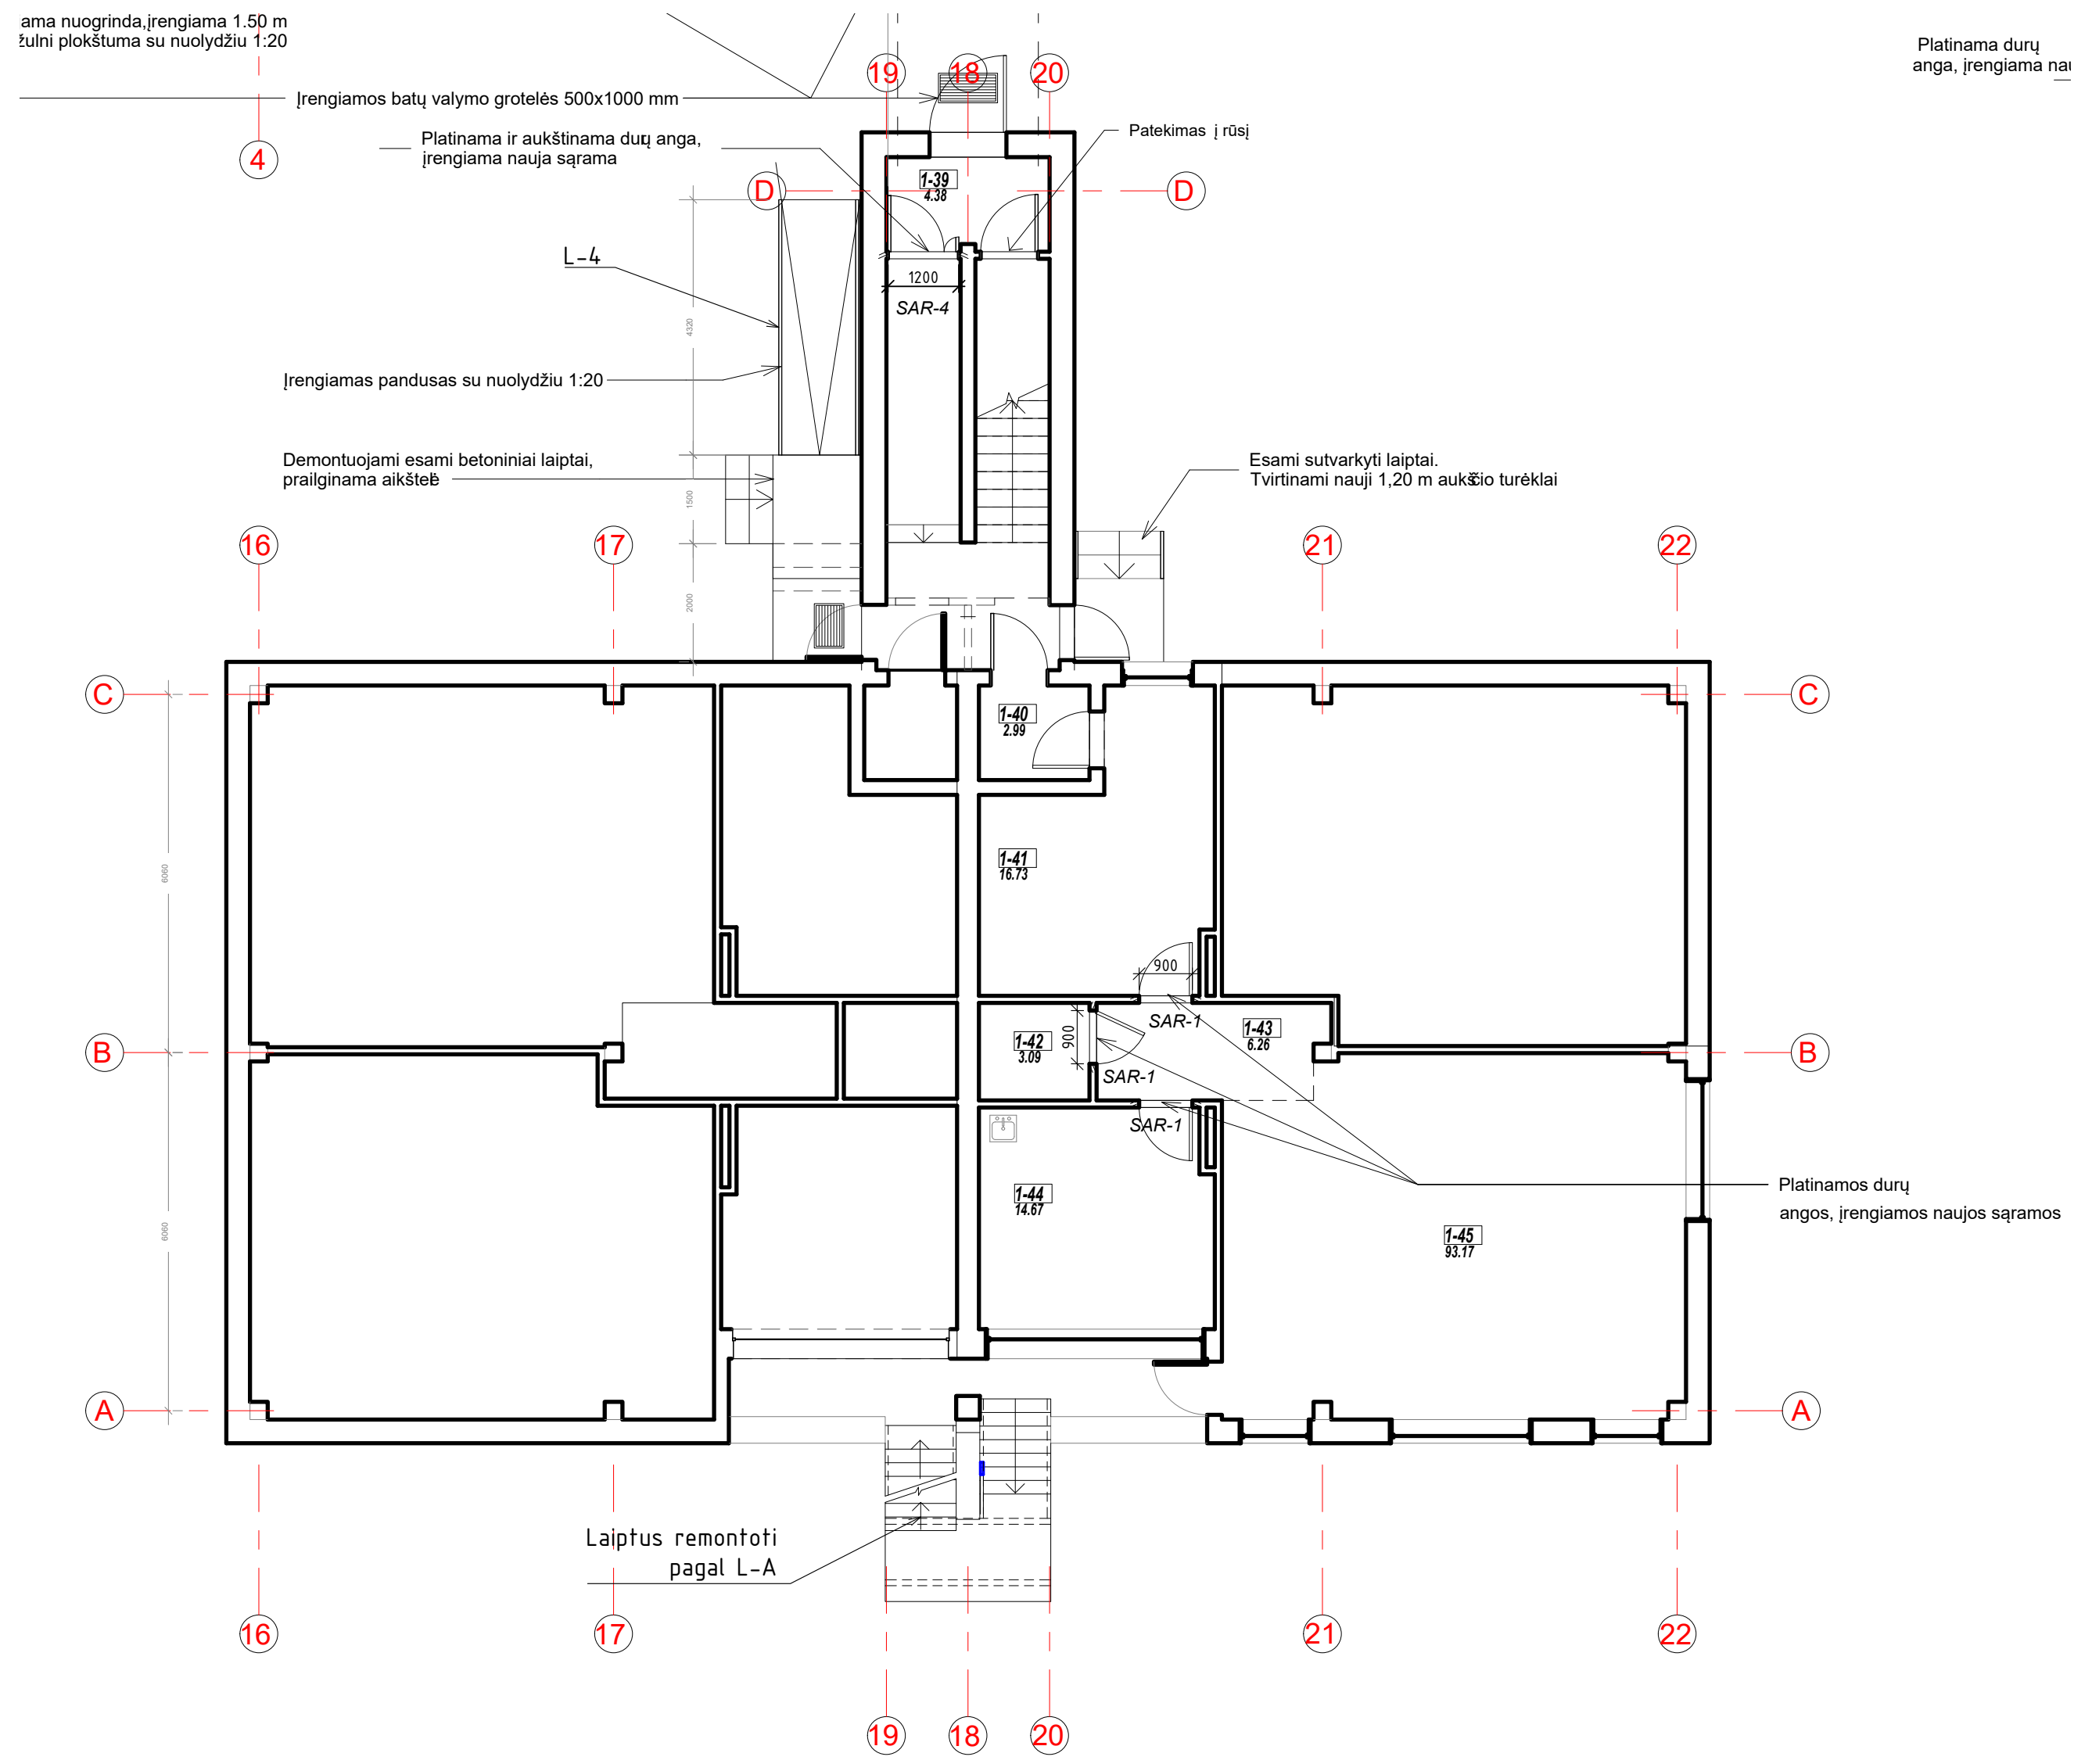 ama nuogrinda,įrengiama 1.50 m
žulni plokštuma su nuolydžiu 1:20
Platinama durų
anga, įrengiama nau
19
18
20
Įrengiamos batų valymo grotelės 500x1000 mm
4
Platinama ir aukštinama durų anga,
įrengiama nauja sąrama
Patekimas į rūsį
D
1-39
4.38
D
L-4
1200
SAR-4
4320
Įrengiamas pandusas su nuolydžiu 1:20
Demontuojami esami betoniniai laiptai,
prailginama aikštelė
1500
Esami sutvarkyti laiptai.
Tvirtinami nauji 1,20 m aukščio turėklai
16
17
21
22
2000
C
C
1-40
2.99
6060
1-41
16.73
900
SAR-1
1-43
6.26
1-42
3.09
900
B
B
SAR-1
SAR-1
1-44
14.67
Platinamos durų
angos, įrengiamos naujos sąramos
6060
1-45
93.17
A
A
Laiptus remontoti
pagal L-A
16
17
21
22
19
18
20